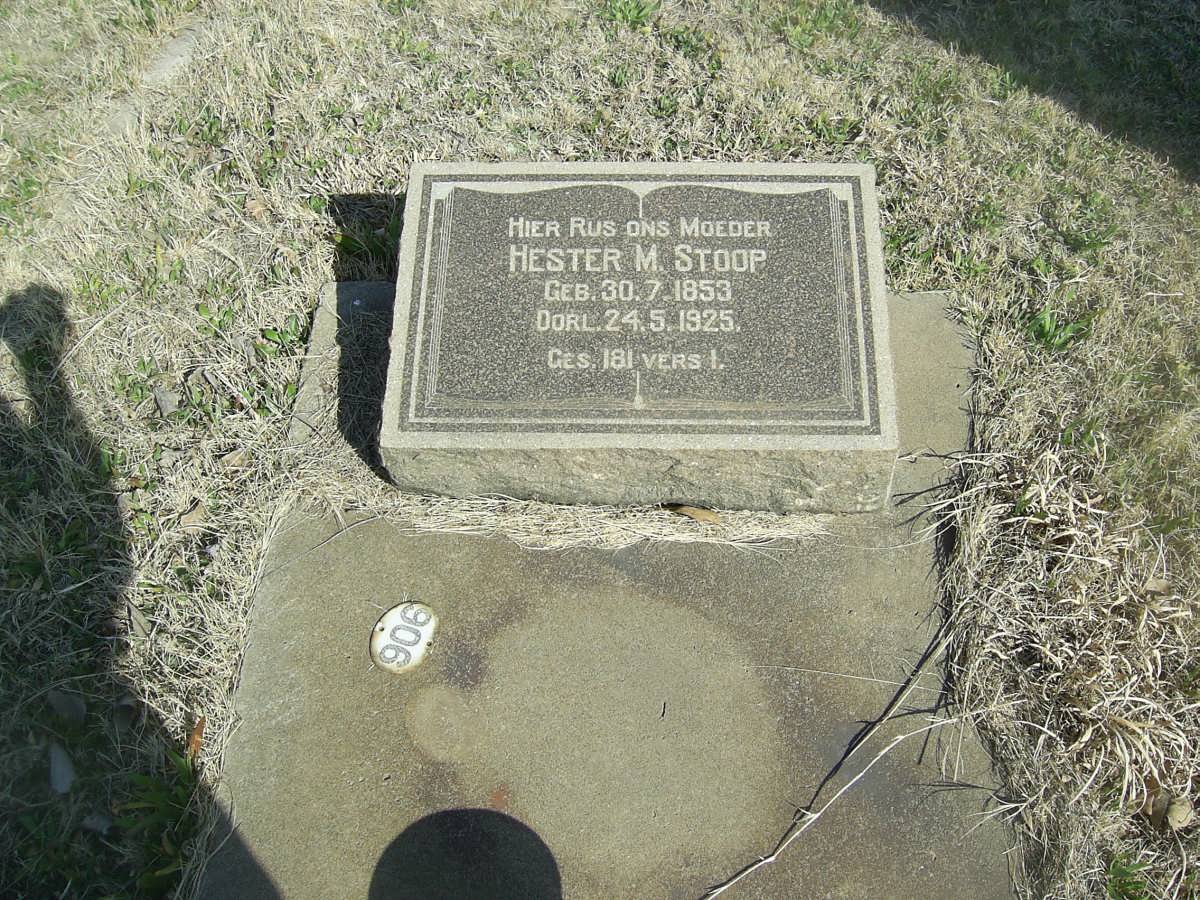 HIER RUS ONS MOEDER
HESTER M. STOOP
GEB. 30. 7. 1853
OORL. 24. 5. 1925.
GES. 181 VERS 1.
906